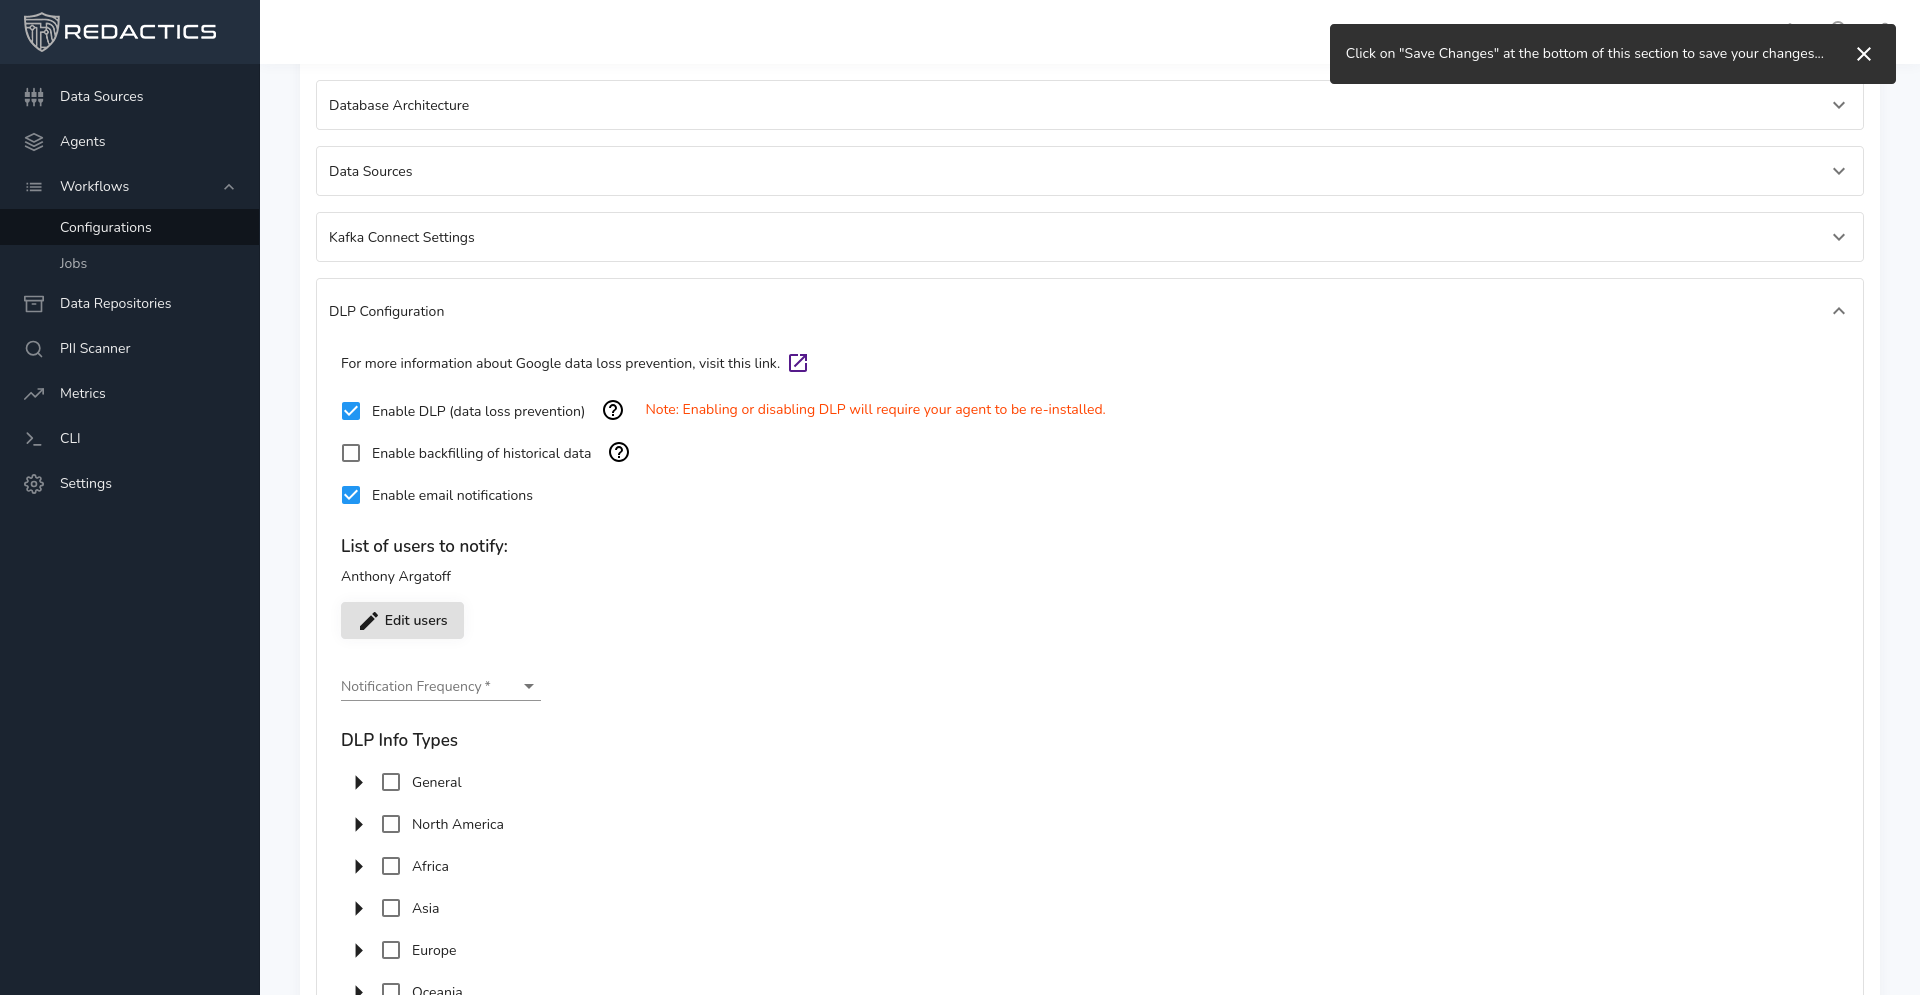 REDACTICS
Click on "Save Changes" at the bottom of this section to save your changes...
Data Sources
Agents
Workflows
Configurations
Jobs
Data Repositories
PII Scanner
Metrics
CLI
Settings
Database Architecture
Data Sources
Kafka Connect Settings
DLP Configuration
For more information about Google data loss prevention, visit this link.
Enable DLP (data loss prevention)
Note: Enabling or disabling DLP will require your agent to be re-installed.
Enable backfilling of historical data
Enable email notifications
List of users to notify:
Anthony Argatoff
Edit users
Notification Frequency *
DLP Info Types
General
North America
Africa
Asia
Europe
Oceania